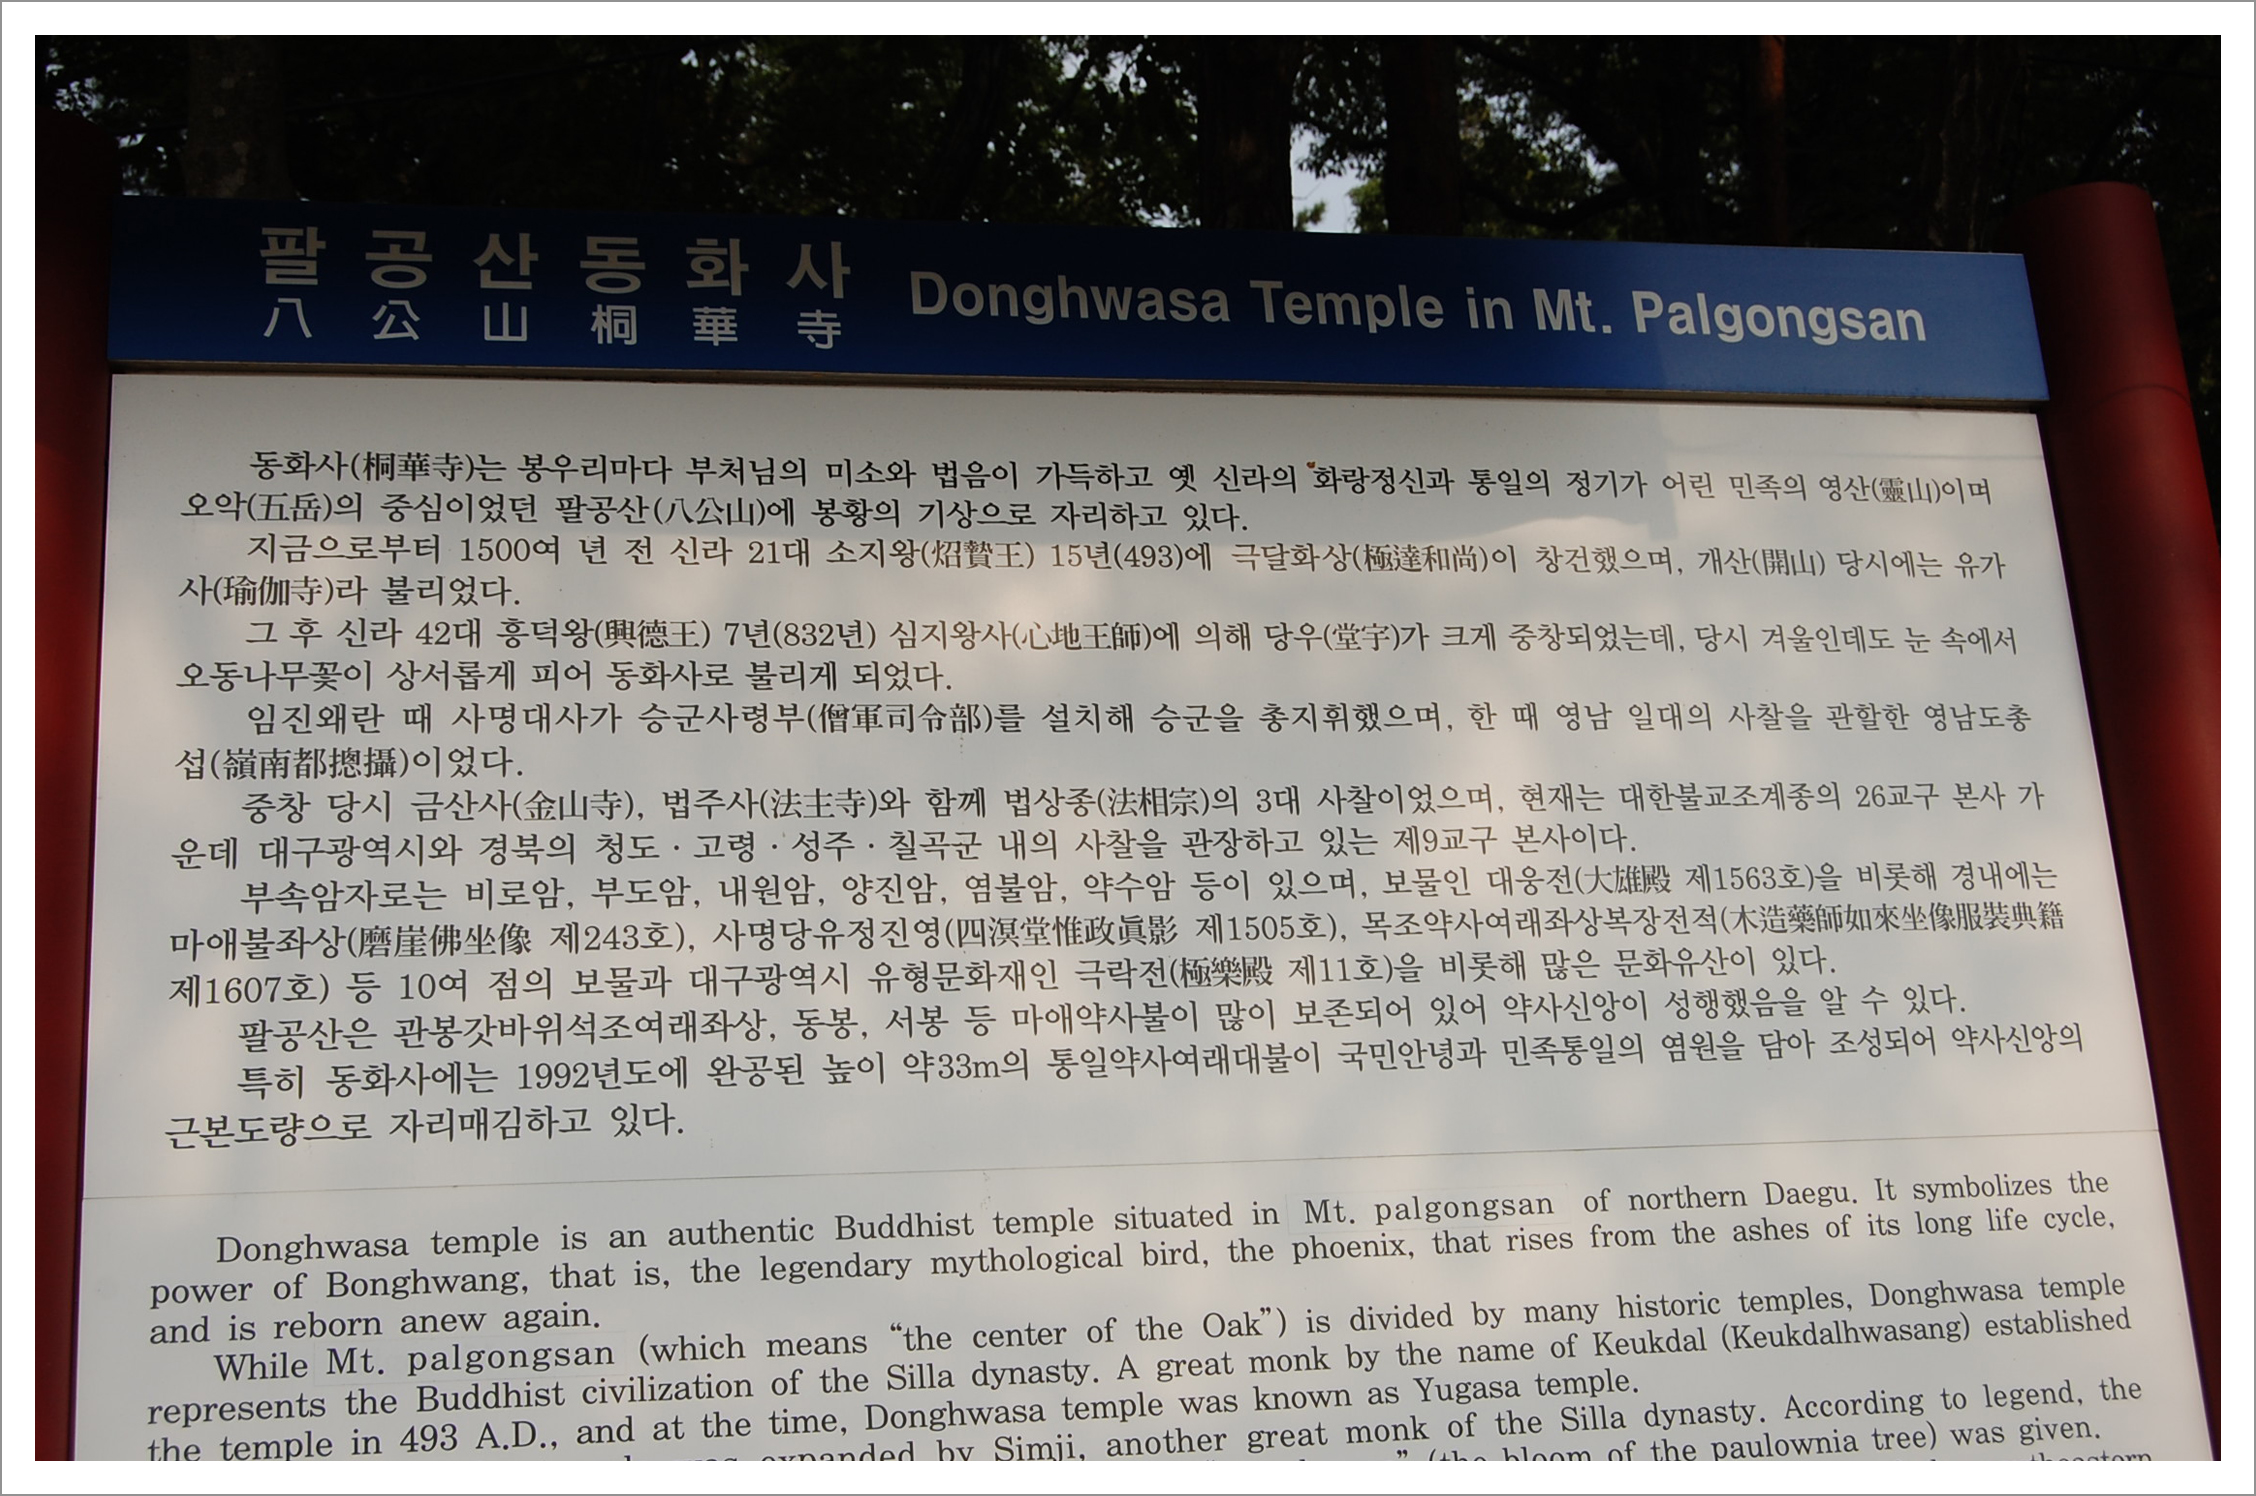 팔공산동화사
八公山桐華寺
Donghwasa Temple in Mt. Palgongsan
동화사(桐華寺)는 봉우리마다 부처님의 미소와 법음이 가득하고 옛 신라의 화랑정신과 통일의 정기가 어린 민족의 영산(靈山)이며
오악(五岳)의 중심이었던 팔공산(八公山)에 봉황의 기상으로 자리하고 있다.
지금으로부터 1500여 년 전 신라 21대 소지왕(炤贄王) 15년(493)에 극달화상(極達和尚)이 창건했으며, 개산(開山) 당시에는 유가
사(瑜伽寺)라 불리었다.
그 후 신라 42대 흥덕왕(興德王) 7년(832년) 심지왕사(心地王師)에 의해 당우(堂宇)가 크게 중창되었는데, 당시 겨울인데도 눈 속에서
오동나무꽃이 상서롭게 피어 동화사로 불리게 되었다.
임진왜란 때 사명대사가 승군사령부(僧軍司令部)를 설치해 승군을 총지휘했으며, 한 때 영남 일대의 사찰을 관할한 영남도총
섭(嶺南都摠攝)이었다.
중창 당시 금산사(金山寺), 법주사(法主寺)와 함께 법상종(法相宗)의 3대 사찰이었으며, 현재는 대한불교조계종의 26교구 본사 가
운데 대구광역시와 경북의 청도·고령·성주·칠곡군 내의 사찰을 관장하고 있는 제9교구 본사이다.
부속암자로는 비로암, 부도암, 내원암, 양진암, 염불암, 약수암 등이 있으며, 보물인 대웅전(大雄殿 제1563호)을 비롯해 경내에는
마애불좌상(磨崖佛坐像 제243호), 사명당유정진영(四溟堂惟政眞影 제1505호), 목조약사여래좌상복장전적(木造藥師如來坐像服裝典籍
제1607호) 등 10여 점의 보물과 대구광역시 유형문화재인 극락전(極樂殿 제11호)을 비롯해 많은 문화유산이 있다.
팔공산은 관봉갓바위석조여래좌상, 동봉, 서봉 등 마애약사불이 많이 보존되어 있어 약사신앙이 성행했음을 알 수 있다.
특히 동화사에는 1992년도에 완공된 높이 약33m의 통일약사여래대불이 국민안녕과 민족통일의 염원을 담아 조성되어 약사신앙의
근본도량으로 자리매김하고 있다.
Donghwasa temple is an authentic Buddhist temple situated in Mt. palgongsan of northern Daegu. It symbolizes the
power of Bonghwang, that is, the legendary mythological bird, the phoenix, that rises from the ashes of its long life cycle,
and is reborn anew again.
While Mt. palgongsan (which means “the center of the Oak”) is divided by many historic temples, Donghwasa temple
represents the Buddhist civilization of the Silla dynasty. A great monk by the name of Keukdal (Keukdalhwasang) established
the temple in 493 A.D., and at the time, Donghwasa temple was known as Yugasa temple.
was expanded by Simji, another great monk of the Silla dynasty. According to legend, the
” (the bloom of the paulownia tree) was given.